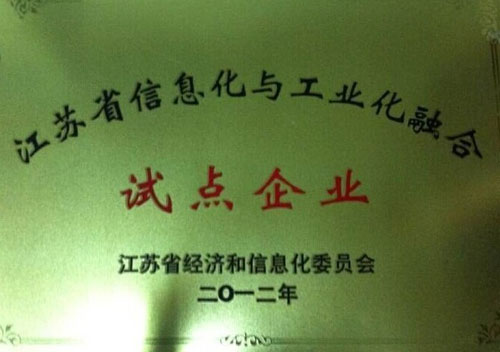 江苏省信息化与工业化融合
试点企业
江苏省经济和信息化委员会
二〇一二年